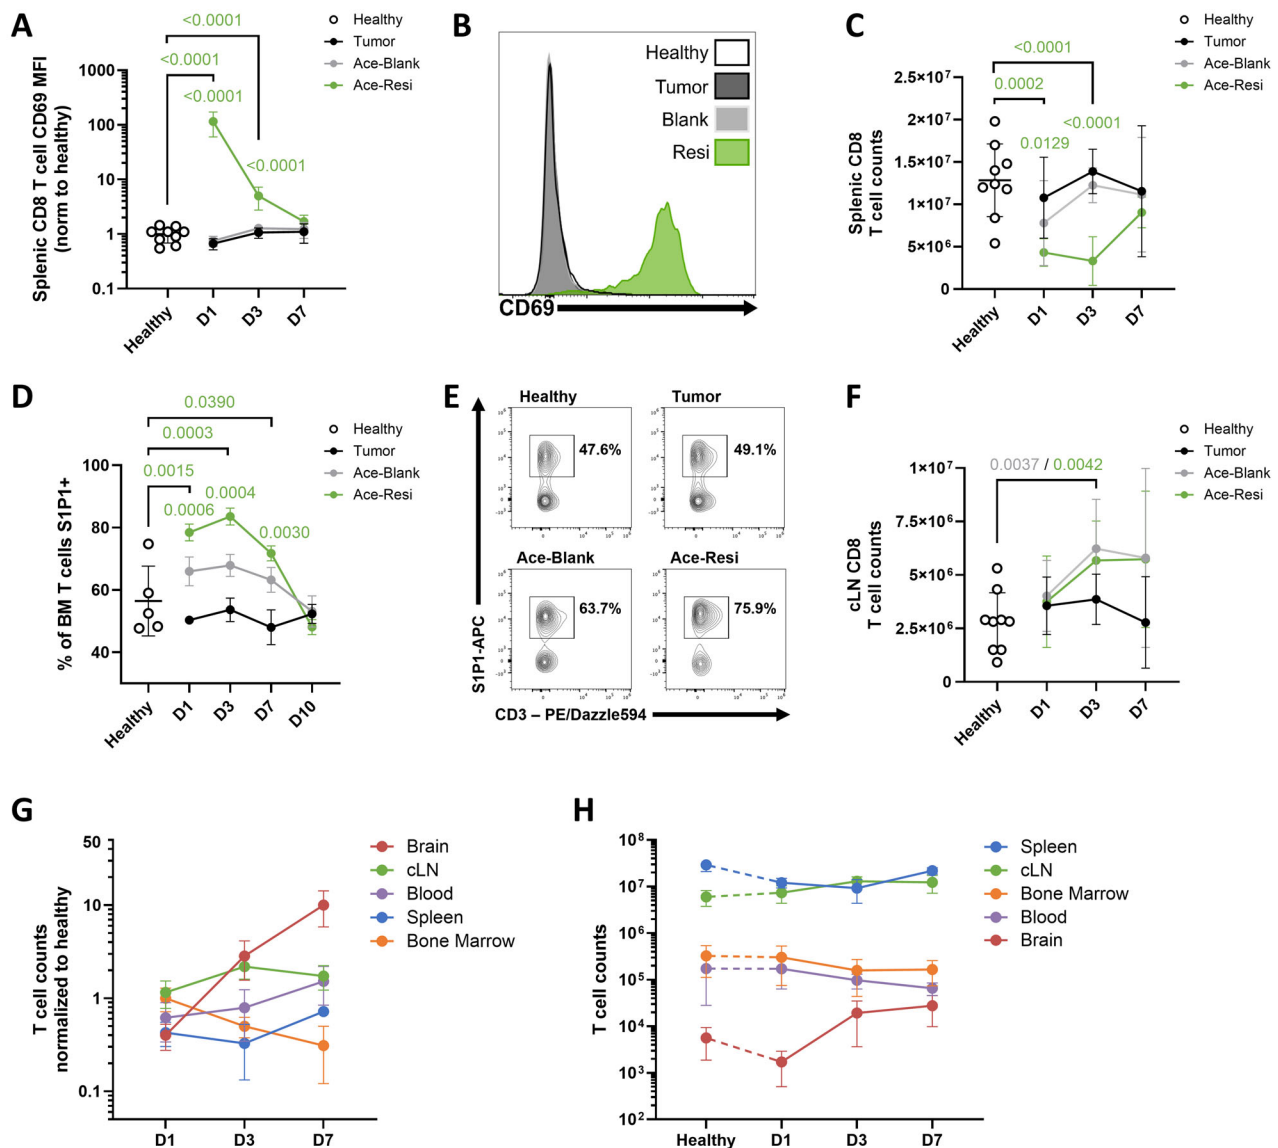 A
<0.0001
<0.0001
<0.0001
<0.0001
Healthy
Tumor
Ace-Blank
Ace-Resi
Splenic CD8 T cell CD69 MFI
(norm to healthy)
1000
100
10
1
0.1
Healthy
D1
D3
D7
B
Healthy
Tumor
Blank
Resi
CD69
C
<0.0001
0.0002
<0.0001
0.0129
Healthy
Tumor
Ace-Blank
Ace-Resi
Splenic CD8
T cell counts
2.5×10⁷
2×10⁷
1.5×10⁷
1×10⁷
5×10⁶
0
Healthy
D1
D3
D7
D
0.0390
0.0003
0.0015
0.0004
0.0006
0.0030
Healthy
Tumor
Ace-Blank
Ace-Resi
% of BM T cells S1P1+
100
80
60
40
Healthy
D1
D3
D7
D10
E
Healthy
Tumor
47.6%
49.1%
Ace-Blank
Ace-Resi
63.7%
75.9%
S1P1-APC
CD3 – PE/Dazzle594
F
0.0037 / 0.0042
Healthy
Tumor
Ace-Blank
Ace-Resi
cLN CD8
T cell counts
1×10⁷
7.5×10⁶
5×10⁶
2.5×10⁶
0
Healthy
D1
D3
D7
G
T cell counts
normalized to healthy
50
10
1
0.1
D1
D3
D7
Brain
cLN
Blood
Spleen
Bone Marrow
H
T cell counts
10⁸
10⁷
10⁶
10⁵
10⁴
10³
10²
Healthy
D1
D3
D7
Spleen
cLN
Bone Marrow
Blood
Brain